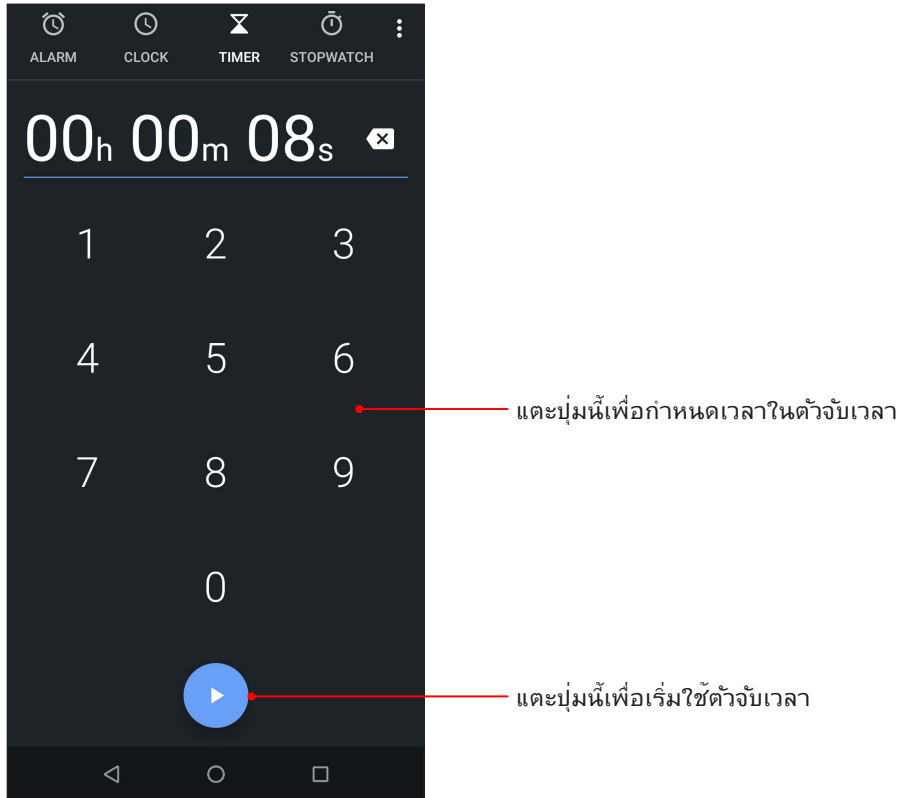 ALARM CLOCK TIMER STOPWATCH
00h 00m 08s
1 2 3
4 5 6
แตะปุ่มนี้เพื่อกำหนดเวลาในตัวจับเวลา
7 8 9
0
แตะปุ่มนี้เพื่อเริ่มใช้ตัวจับเวลา